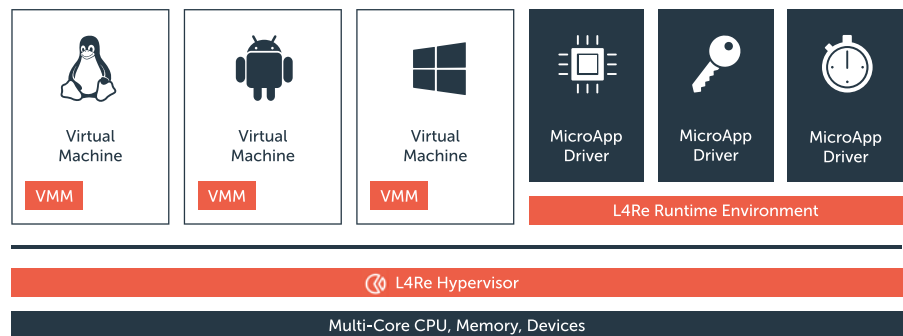 Virtual
Machine
VMM
Virtual
Machine
VMM
Virtual
Machine
VMM
MicroApp
Driver
MicroApp
Driver
MicroApp
Driver
L4Re Runtime Environment
L4Re Hypervisor
Multi-Core CPU, Memory, Devices